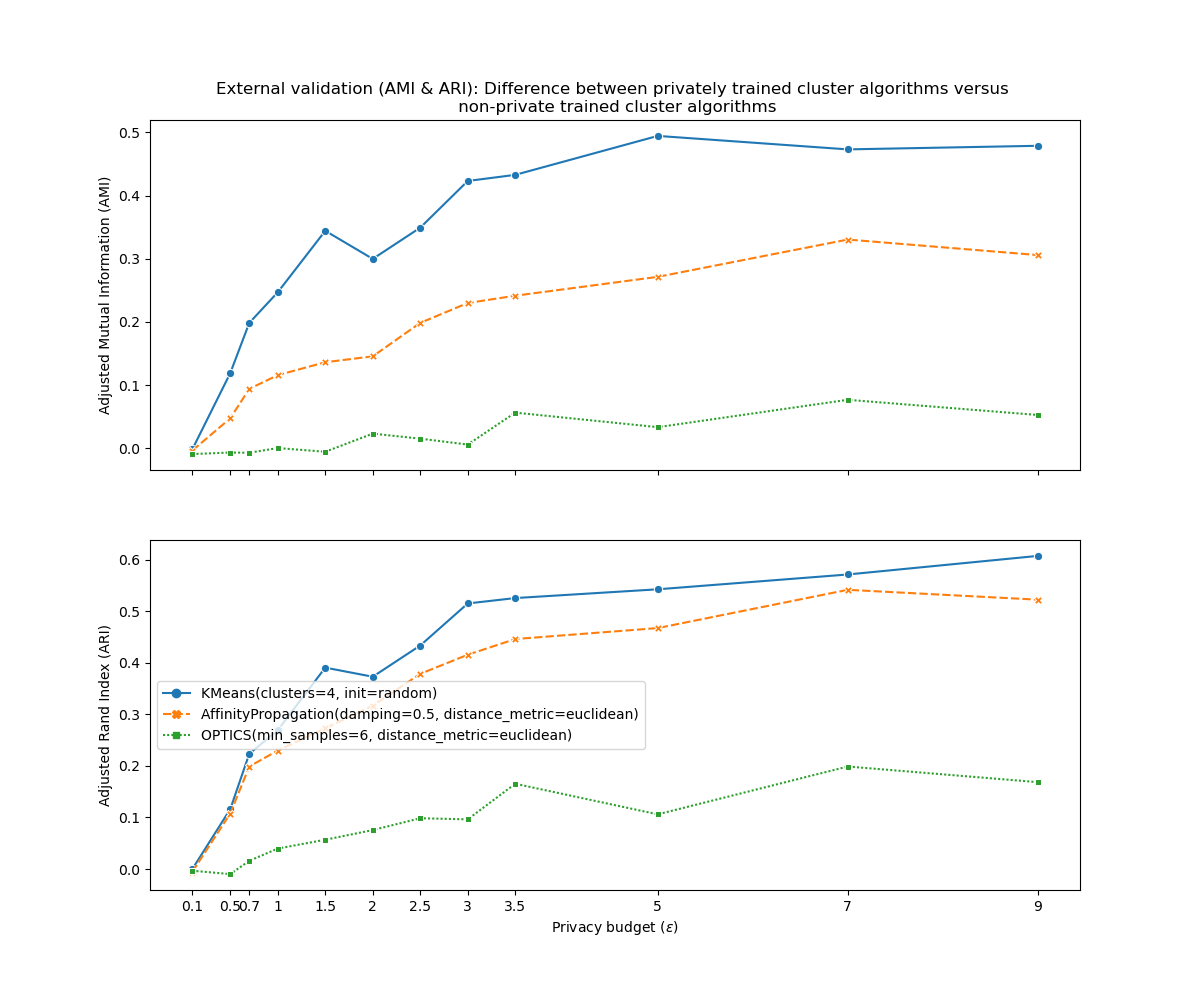 External validation (AMI & ARI): Difference between privately trained cluster algorithms versus
non-private trained cluster algorithms
0.5
0.4
0.3
0.2
0.1
0.0
Adjusted Mutual Information (AMI)
0.6
0.5
0.4
0.3
0.2
0.1
0.0
Adjusted Rand Index (ARI)
KMeans(clusters=4, init=random)
AffinityPropagation(damping=0.5, distance_metric=euclidean)
OPTICS(min_samples=6, distance_metric=euclidean)
0.1 0.5 0.7 1 1.5 2 2.5 3 3.5 5 7 9
Privacy budget (ε)